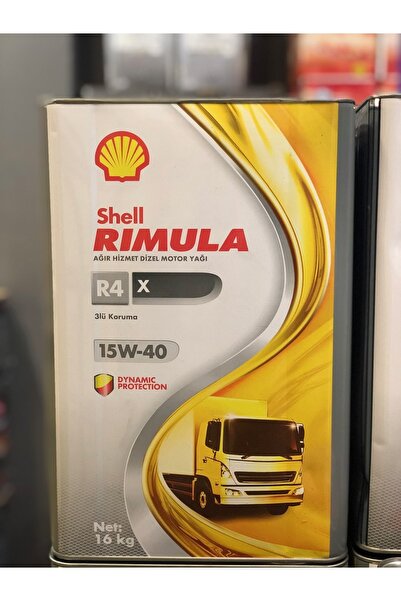 Shell
RIMULA
AĞIR HİZMET DİZEL MOTOR YAĞI
R4 X
3lü Koruma
15W-40
DYNAMIC
PROTECTION
Net:
16 kg